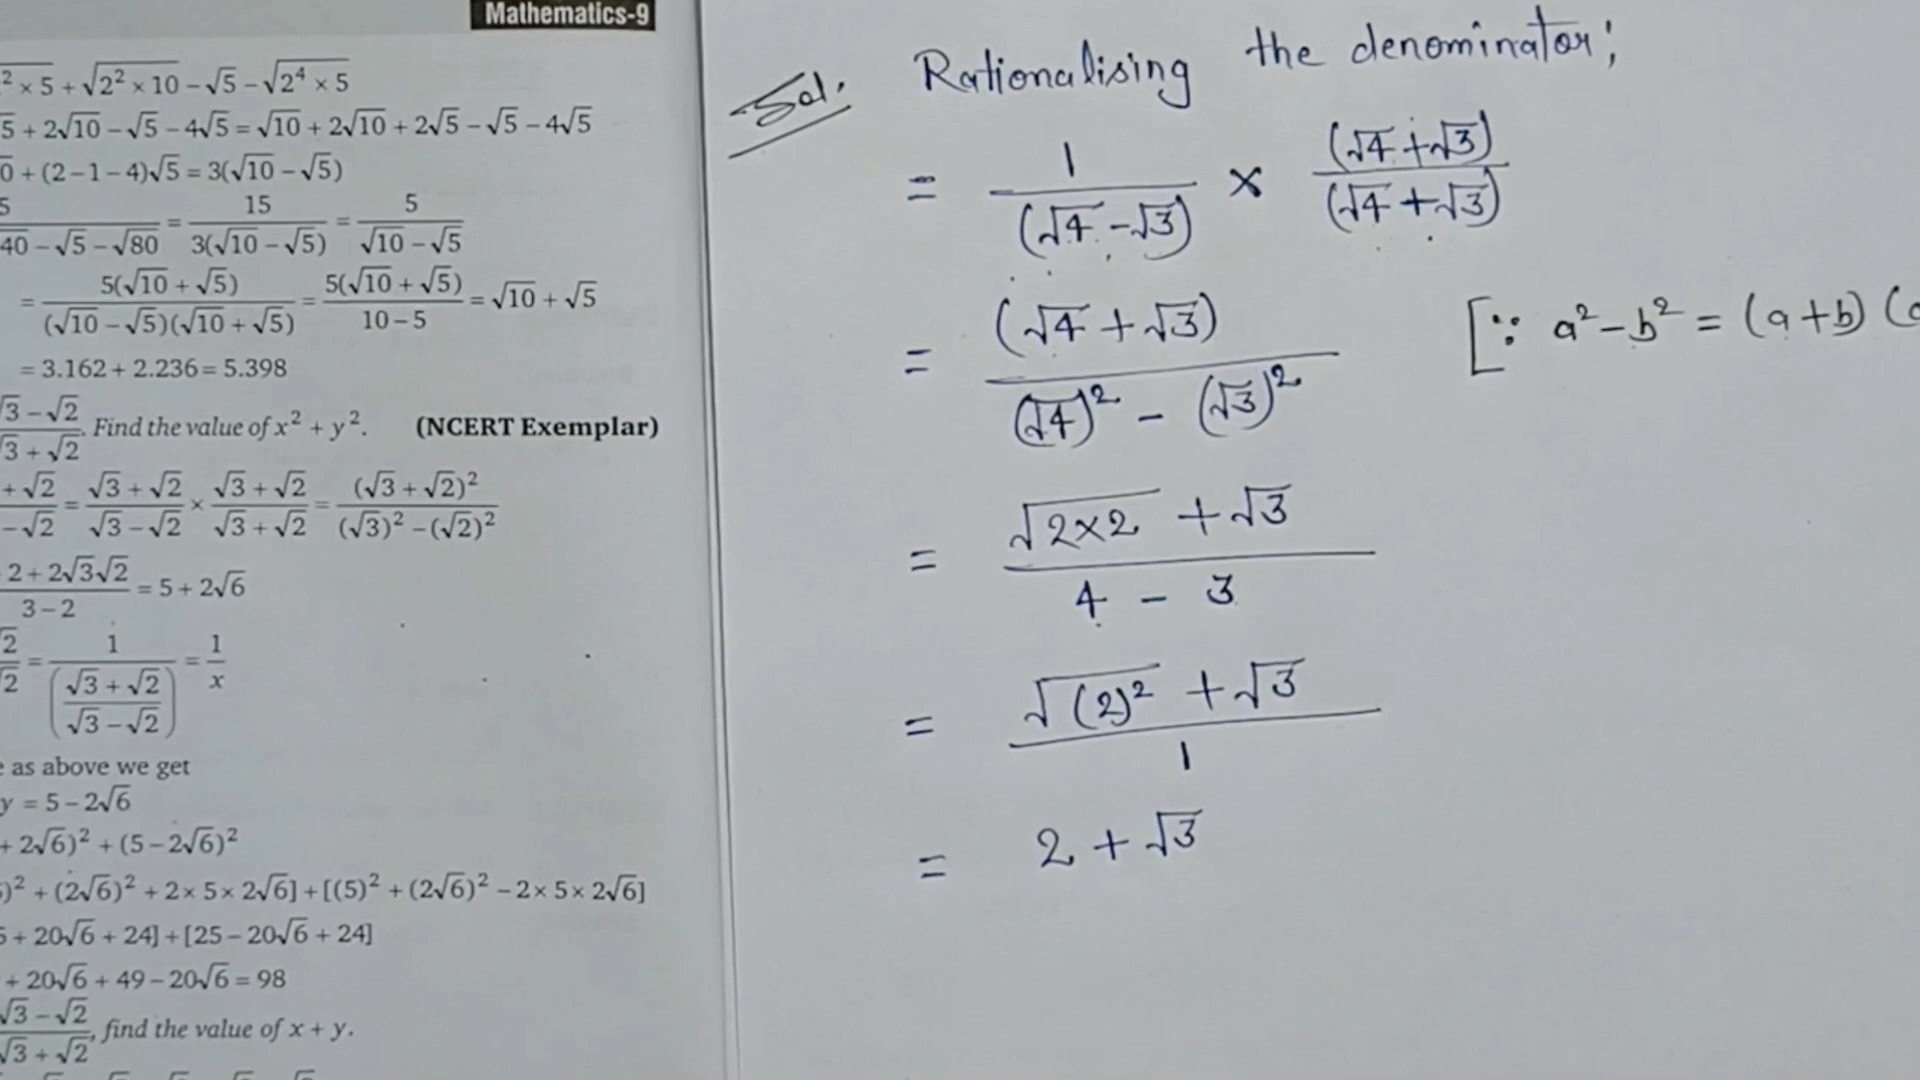 Mathematics-9
² × 5 + √(2² × 10) − √5 − √(2⁴ × 5)
5 + 2√10 − √5 − 4√5 = √10 + 2√10 + 2√5 − √5 − 4√5
0 + (2 − 1 − 4)√5 = 3(√10 − √5)
5 / (40 − √5 − √80) = 15 / (3(√10 − √5)) = 5 / (√10 − √5)
= 5(√10 + √5) / ((√10 − √5)(√10 + √5)) = 5(√10 + √5) / (10 − 5) = √10 + √5
= 3.162 + 2.236 = 5.398
(√3 − √2) / (√3 + √2). Find the value of x² + y². (NCERT Exemplar)
(+ √2) / (− √2) = (√3 + √2) / (√3 − √2) × (√3 + √2) / (√3 + √2) = (√3 + √2)² / ((√3)² − (√2)²)
(2 + 2√3√2) / (3 − 2) = 5 + 2√6
√2 / √2 = 1 / ((√3 + √2) / (√3 − √2)) = 1 / x
as above we get
y = 5 − 2√6
+ 2√6)² + (5 − 2√6)²
)² + (2√6)² + 2 × 5 × 2√6] + [(5)² + (2√6)² − 2 × 5 × 2√6]
5 + 20√6 + 24] + [25 − 20√6 + 24]
+ 20√6 + 49 − 20√6 = 98
(√3 − √2) / (√3 + √2), find the value of x + y.
Sol. Rationalising the denominator;
= 1 / (√4 − √3) × (√4 + √3) / (√4 + √3)
= (√4 + √3) / ((√4)² − (√3)²) [∵ a² − b² = (a + b) (
= (√(2×2) + √3) / (4 − 3)
= (√(2)² + √3) / 1
= 2 + √3